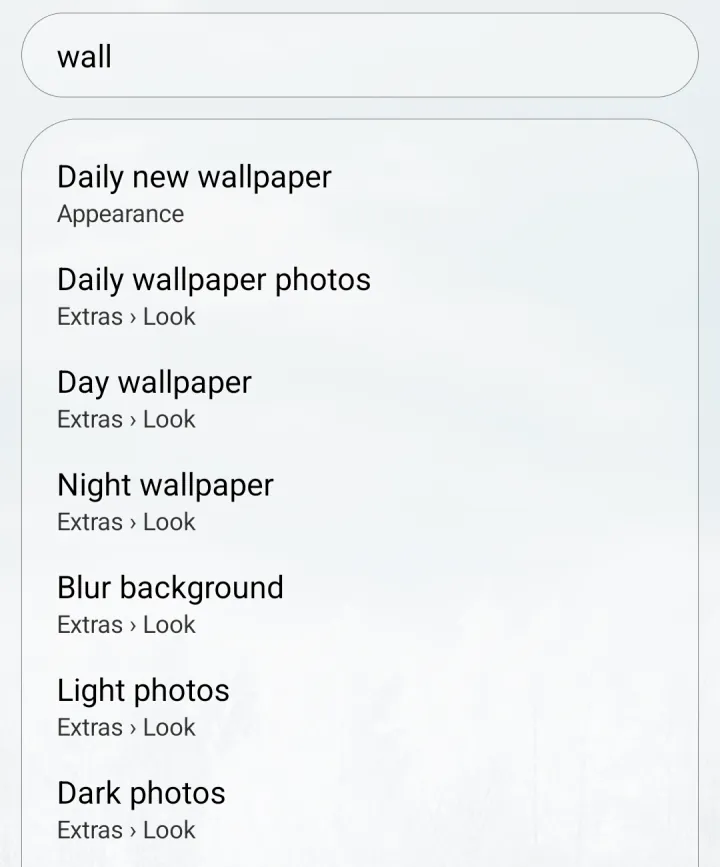 wall
Daily new wallpaper
Appearance
Daily wallpaper photos
Extras › Look
Day wallpaper
Extras › Look
Night wallpaper
Extras › Look
Blur background
Extras › Look
Light photos
Extras › Look
Dark photos
Extras › Look